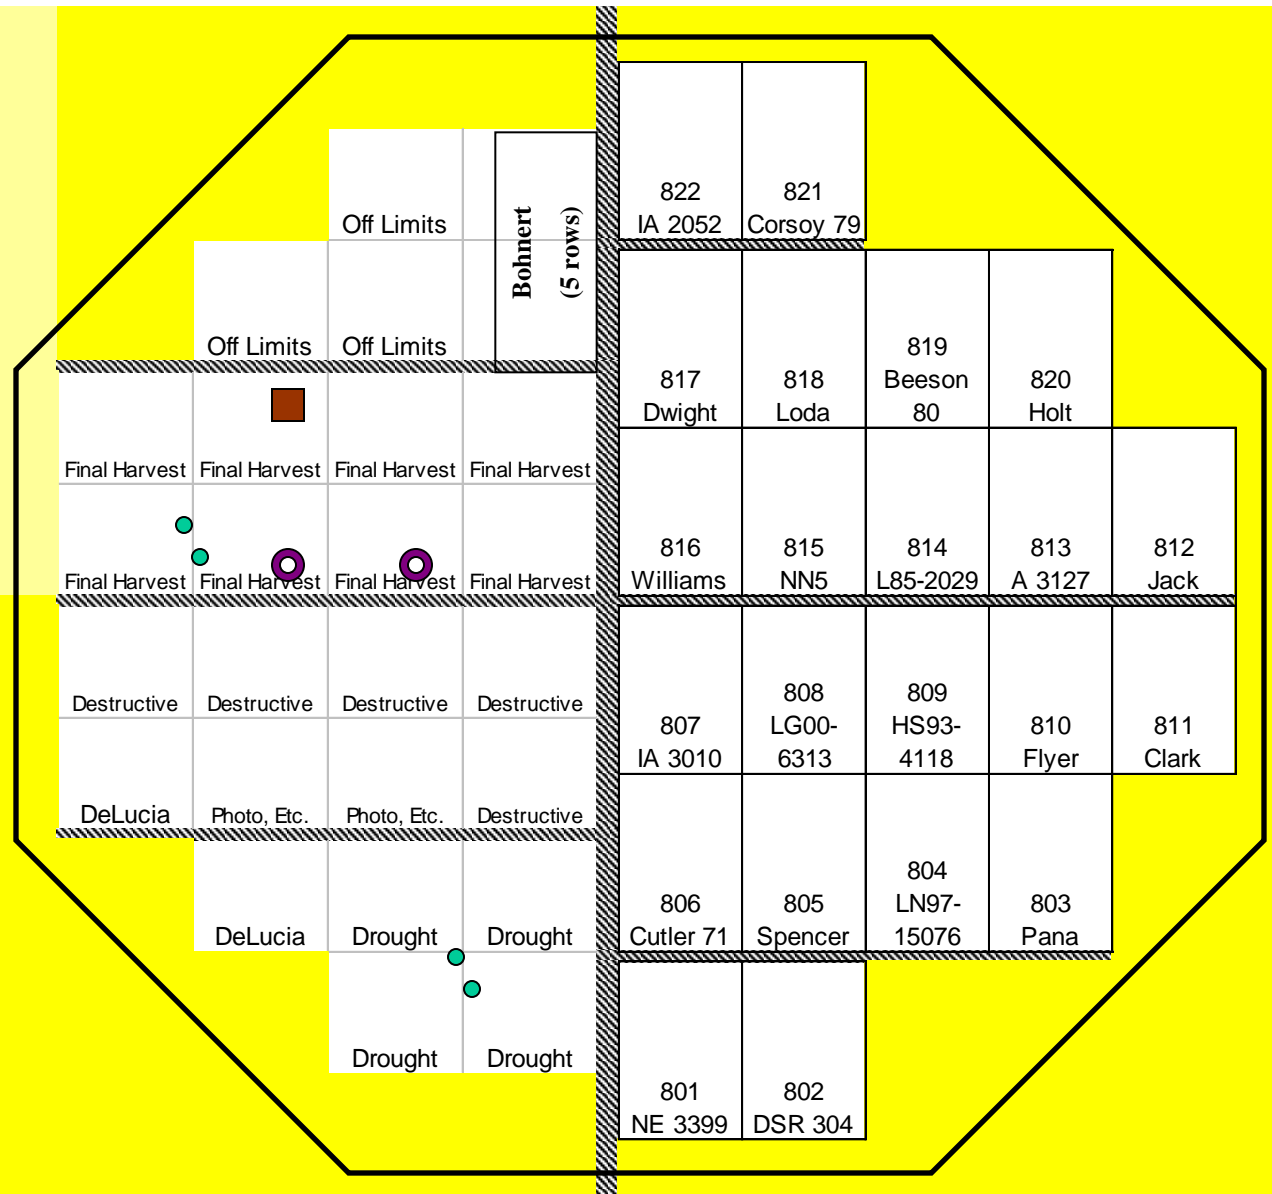 822
IA 2052
821
Corsoy 79
Off Limits
Bohnert
(5 rows)
Off Limits
Off Limits
817
Dwight
818
Loda
819
Beeson
80
820
Holt
Final Harvest
Final Harvest
Final Harvest
Final Harvest
Final Harvest
Final Harvest
Final Harvest
Final Harvest
816
Williams
815
NN5
814
L85-2029
813
A 3127
812
Jack
Destructive
Destructive
Destructive
Destructive
807
IA 3010
808
LG00-
6313
809
HS93-
4118
810
Flyer
811
Clark
DeLucia
Photo, Etc.
Photo, Etc.
Destructive
DeLucia
Drought
Drought
806
Cutler 71
805
Spencer
804
LN97-
15076
803
Pana
Drought
Drought
801
NE 3399
802
DSR 304